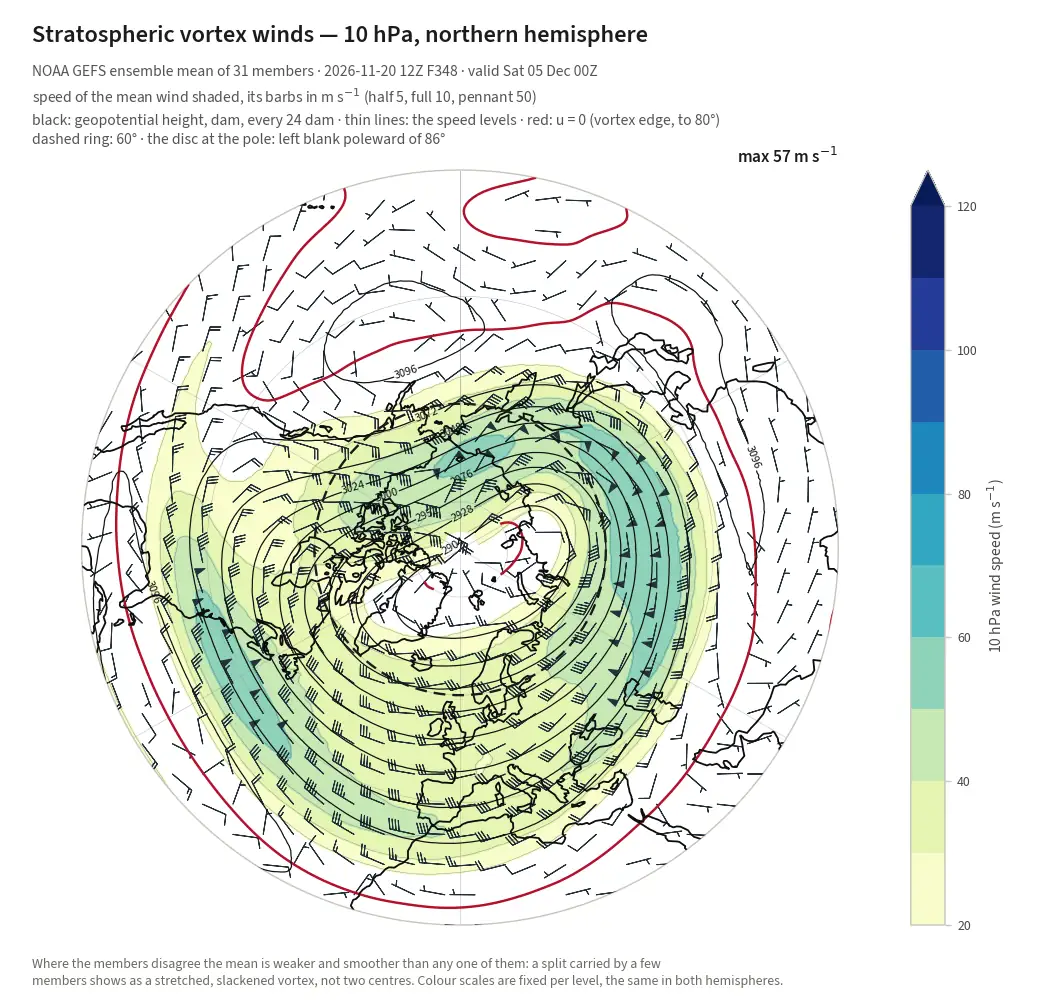 Stratospheric vortex winds — 10 hPa, northern hemisphere
NOAA GEFS ensemble mean of 31 members · 2026-11-20 12Z F348 · valid Sat 05 Dec 00Z
speed of the mean wind shaded, its barbs in m s⁻¹ (half 5, full 10, pennant 50)
black: geopotential height, dam, every 24 dam · thin lines: the speed levels · red: u = 0 (vortex edge, to 80°)
dashed ring: 60° · the disc at the pole: left blank poleward of 86°
max 57 m s⁻¹
120
100
80
60
40
20
10 hPa wind speed (m s⁻¹)
3096
3072
3096
3024
3000
2976
2928
Where the members disagree the mean is weaker and smoother than any one of them: a split carried by a few
members shows as a stretched, slackened vortex, not two centres. Colour scales are fixed per level, the same in both hemispheres.